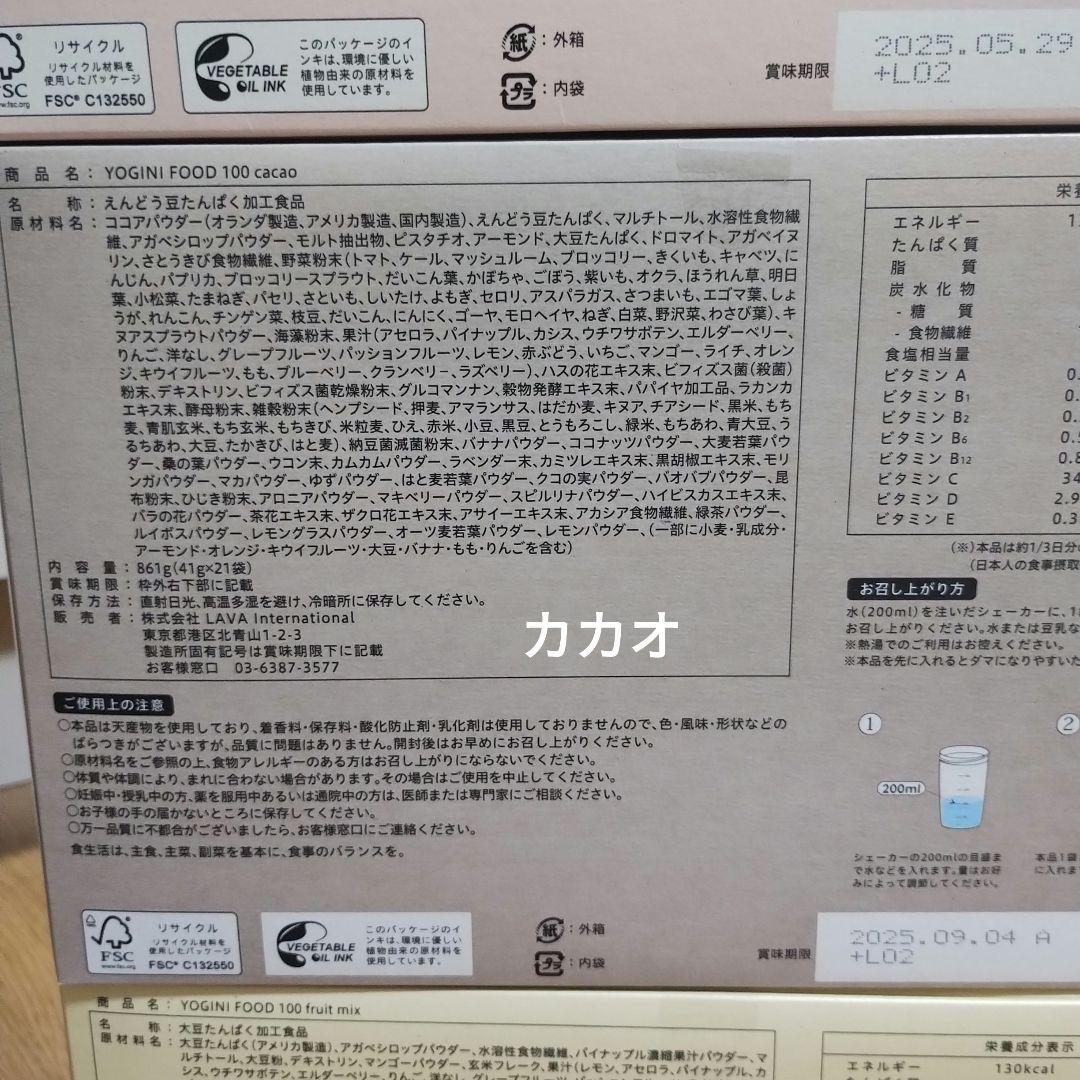 リサイクル
リサイクル材料を
使用したパッケージ
FSC
www.fsc.org
FSC® C132550
VEGETABLE
OIL INK
このパッケージのイ
ンキは、環境に優しい
植物由来の原材料を
使用しています。
紙：外箱
プラ：内袋
賞味期限
2025.05.29
+L02
商品名：YOGINI FOOD 100 cacao
名称：えんどう豆たんぱく加工食品
原材料名：ココアパウダー（オランダ製造、アメリカ製造、国内製造）、えんどう豆たんぱく、マルチトール、水溶性食物繊
維、アガベシロップパウダー、モルト抽出物、ピスタチオ、アーモンド、大豆たんぱく、ドロマイト、アガベイヌ
リン、さとうきび食物繊維、野菜粉末（トマト、ケール、マッシュルーム、ブロッコリー、きくいも、キャベツ、に
んじん、パプリカ、ブロッコリースプラウト、だいこん葉、かぼちゃ、ごぼう、紫いも、オクラ、ほうれん草、明日
葉、小松菜、たまねぎ、パセリ、さといも、しいたけ、よもぎ、セロリ、アスパラガス、さつまいも、エゴマ葉、しょ
うが、れんこん、チンゲン菜、枝豆、だいこん、にんにく、ゴーヤ、モロヘイヤ、ねぎ、白菜、野沢菜、わさび葉）、キ
ヌアスプラウトパウダー、海藻粉末、果汁（アセロラ、パイナップル、カシス、ウチワサボテン、エルダーベリー、
りんご、洋なし、グレープフルーツ、パッションフルーツ、レモン、赤ぶどう、いちご、マンゴー、ライチ、オレン
ジ、キウイフルーツ、もも、ブルーベリー、クランベリー、ラズベリー）、ハスの花エキス末、ビフィズス菌（殺菌）
粉末、デキストリン、ビフィズス菌乾燥粉末、グルコマンナン、穀物発酵エキス末、パパイヤ加工品、ラカンカ
エキス末、酵母粉末、雑穀粉末（ヘンプシード、押麦、アマランサス、はだか麦、キヌア、チアシード、黒米、もち
麦、青肌玄米、もち玄米、もちきび、米粒麦、ひえ、赤米、小豆、黒豆、とうもろこし、緑米、もちあわ、青大豆、う
るちあわ、大豆、たかきび、はと麦）、納豆菌滅菌粉末、バナナパウダー、ココナッツパウダー、大麦若葉パウ
ダー、桑の葉パウダー、ウコン末、カムカムパウダー、ラベンダー末、カミツレエキス末、黒胡椒エキス末、モリ
ンガパウダー、マカパウダー、ゆずパウダー、はと麦若葉パウダー、クコの実パウダー、バオバブパウダー、昆
布粉末、ひじき粉末、アロニアパウダー、マキベリーパウダー、スピルリナパウダー、ハイビスカスエキス末、
バラの花パウダー、茶花エキス末、ザクロ花エキス末、アサイーエキス末、アカシア食物繊維、緑茶パウダー、
ルイボスパウダー、レモングラスパウダー、オーツ麦若葉パウダー、レモンパウダー、（一部に小麦・乳成分・
アーモンド・オレンジ・キウイフルーツ・大豆・バナナ・もも・りんごを含む）
内容量：861g（41g×21袋）
賞味期限：枠外右下部に記載
保存方法：直射日光、高温多湿を避け、冷暗所に保存してください。
販売者：株式会社 LAVA International
東京都港区北青山1-2-3
製造所固有記号は賞味期限下に記載
お客様窓口 03-6387-3577
カカオ
栄養
エネルギー 1
たんぱく質
脂質
炭水化物
- 糖質
- 食物繊維
食塩相当量
ビタミン A 0.
ビタミン B1 0.
ビタミン B2 0.
ビタミン B6 0.
ビタミン B12 0.8
ビタミン C 34
ビタミン D 2.9
ビタミン E 0.3
（※）本品は約1/3日分の
（日本人の食事摂取
お召し上がり方
水（200ml）を注いだシェーカーに、1
お召し上がりください。水または豆乳な
※熱湯でのご利用はお控えください。
※本品を先に入れるとダマになりやすいた
①
②
200ml
シェーカーの200mlの目盛ま
で水などを入れます。量はお好
みによって調節してください。
本品1袋
に入れま
ご使用上の注意
○本品は天産物を使用しており、着香料・保存料・酸化防止剤・乳化剤は使用しておりませんので、色・風味・形状などの
ばらつきがございますが、品質に問題はありません。開封後はお早めにお召し上がりください。
○原材料名をご参照の上、食物アレルギーのある方はお召し上がりにならないでください。
○体質や体調により、まれに合わない場合があります。その場合はご使用を中止してください。
○妊娠中・授乳中の方、薬を服用中あるいは通院中の方は、医師または専門家にご相談ください。
○お子様の手の届かないところに保存してください。
○万一品質に不都合がございましたら、お客様窓口にご連絡ください。
食生活は、主食、主菜、副菜を基本に、食事のバランスを。
FSC
www.fsc.org
リサイクル
リサイクル材料を
使用したパッケージ
FSC® C132550
VEGETABLE
OIL INK
このパッケージのイ
ンキは、環境に優しい
植物由来の原材料を
使用しています。
紙：外箱
プラ：内袋
賞味期限
2025.09.04 A
+L02
商品名：YOGINI FOOD 100 fruit mix
名称：大豆たんぱく加工食品
原材料名：大豆たんぱく（アメリカ製造）、アガベシロップパウダー、水溶性食物繊維、パイナップル濃縮果汁パウダー、マ
ルチトール、大豆粉、デキストリン、マンゴーパウダー、玄米フレーク、果汁（レモン、アセロラ、パイナップル、カ
シス、ウチワサボテン、エルダーベリー、りんご、洋なし、グレープフルーツ、
栄養成分表示
エネルギー 130kcal